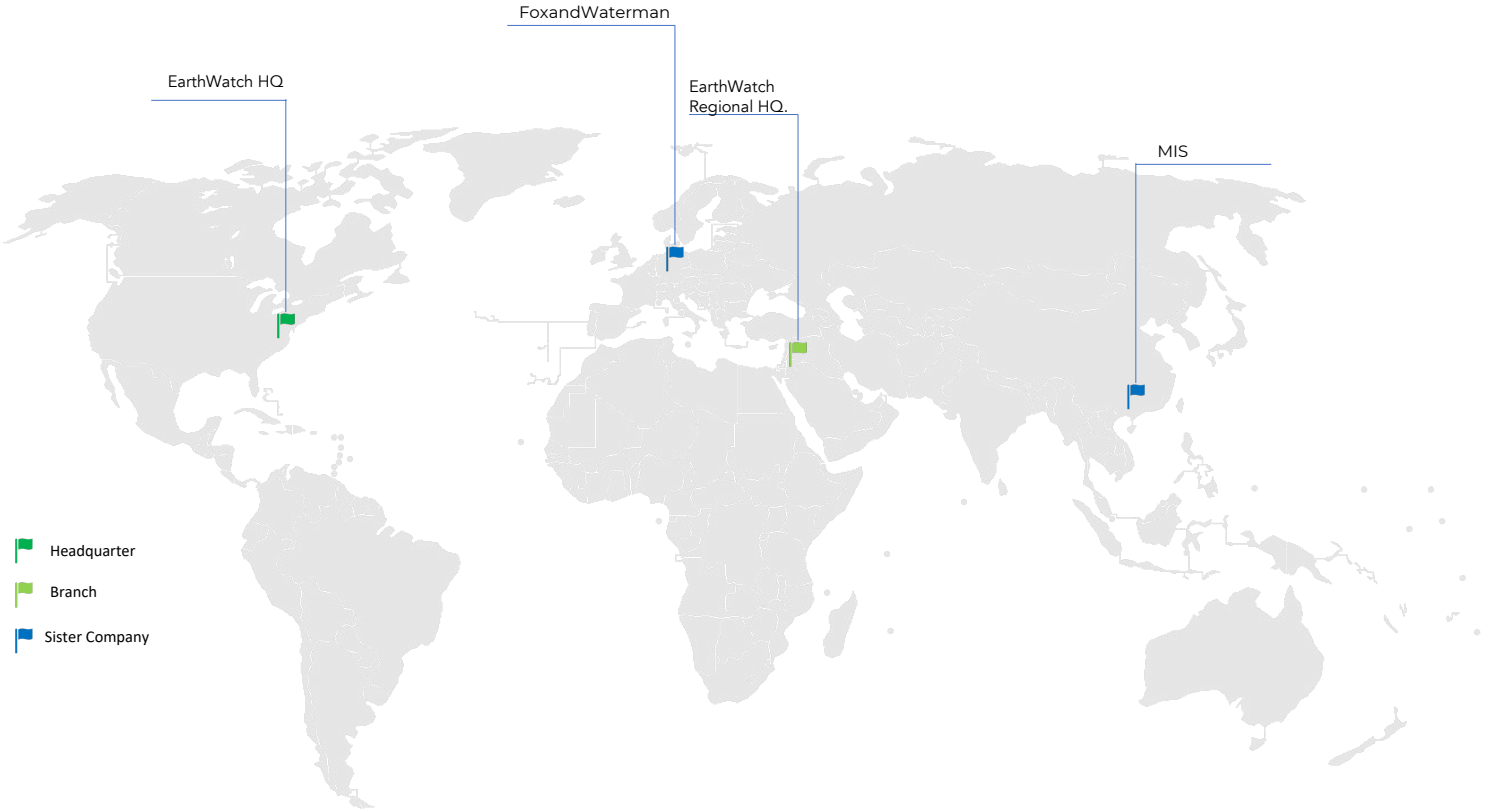 FoxandWaterman
EarthWatch HQ
EarthWatch
Regional HQ.
MIS
Headquarter
Branch
Sister Company